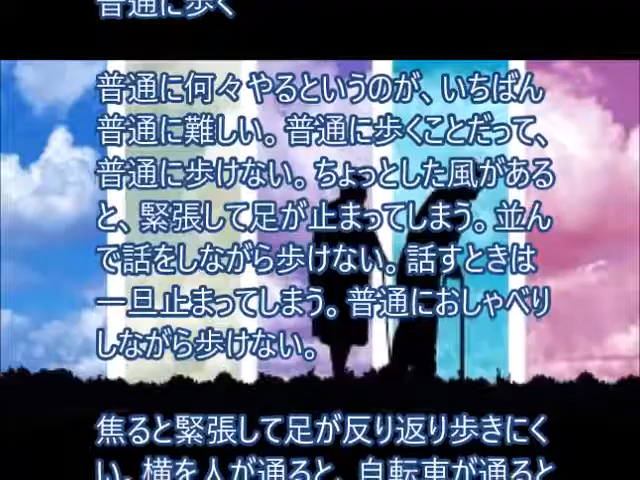 普通に歩く
普通に何々やるというのが、いちばん
普通に難しい。普通に歩くことだって、
普通に歩けない。ちょっとした風がある
と、緊張して足が止まってしまう。並ん
で話をしながら歩けない。話すときは
一旦止まってしまう。普通におしゃべり
しながら歩けない。
焦ると緊張して足が反り返り歩きにく
い。横を人が通ると、自転車が通ると